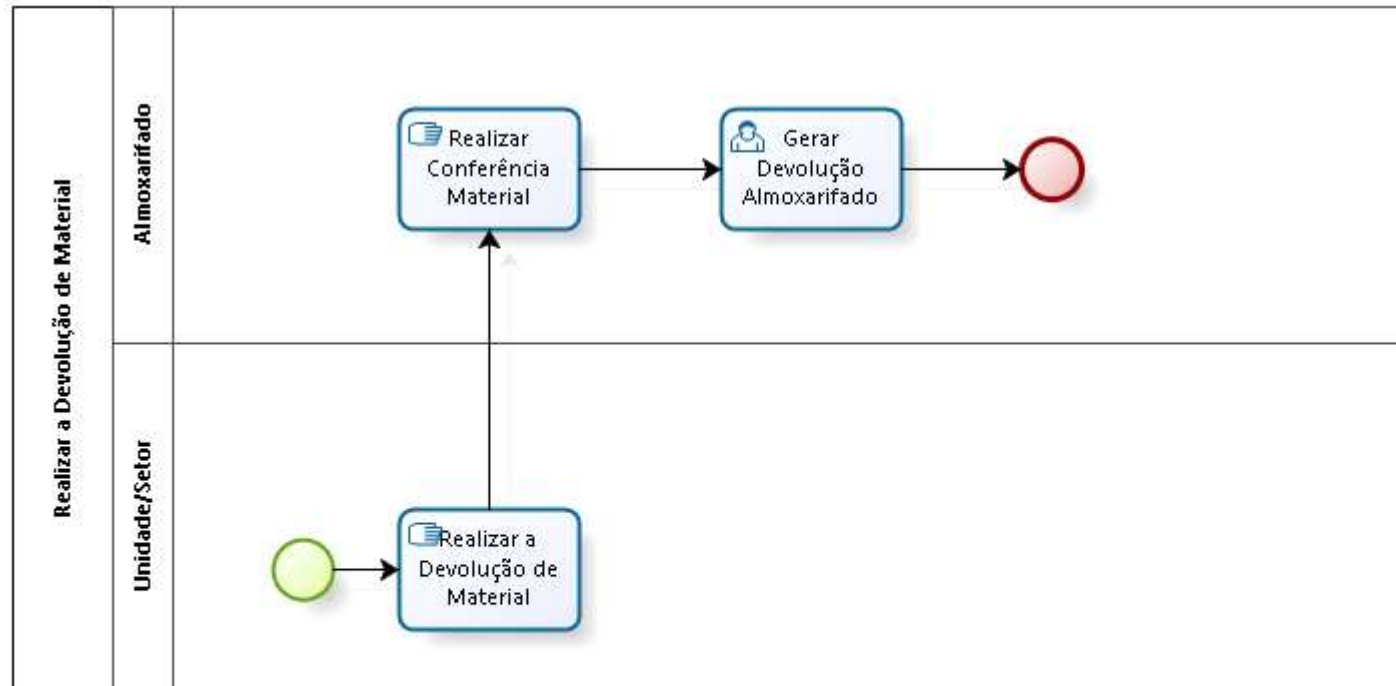 Realizar a Devolução de Material
Almoxarifado
Realizar
Conferência
Material
Gerar
Devolução
Almoxarifado
Unidade/Setor
Realizar a
Devolução de
Material